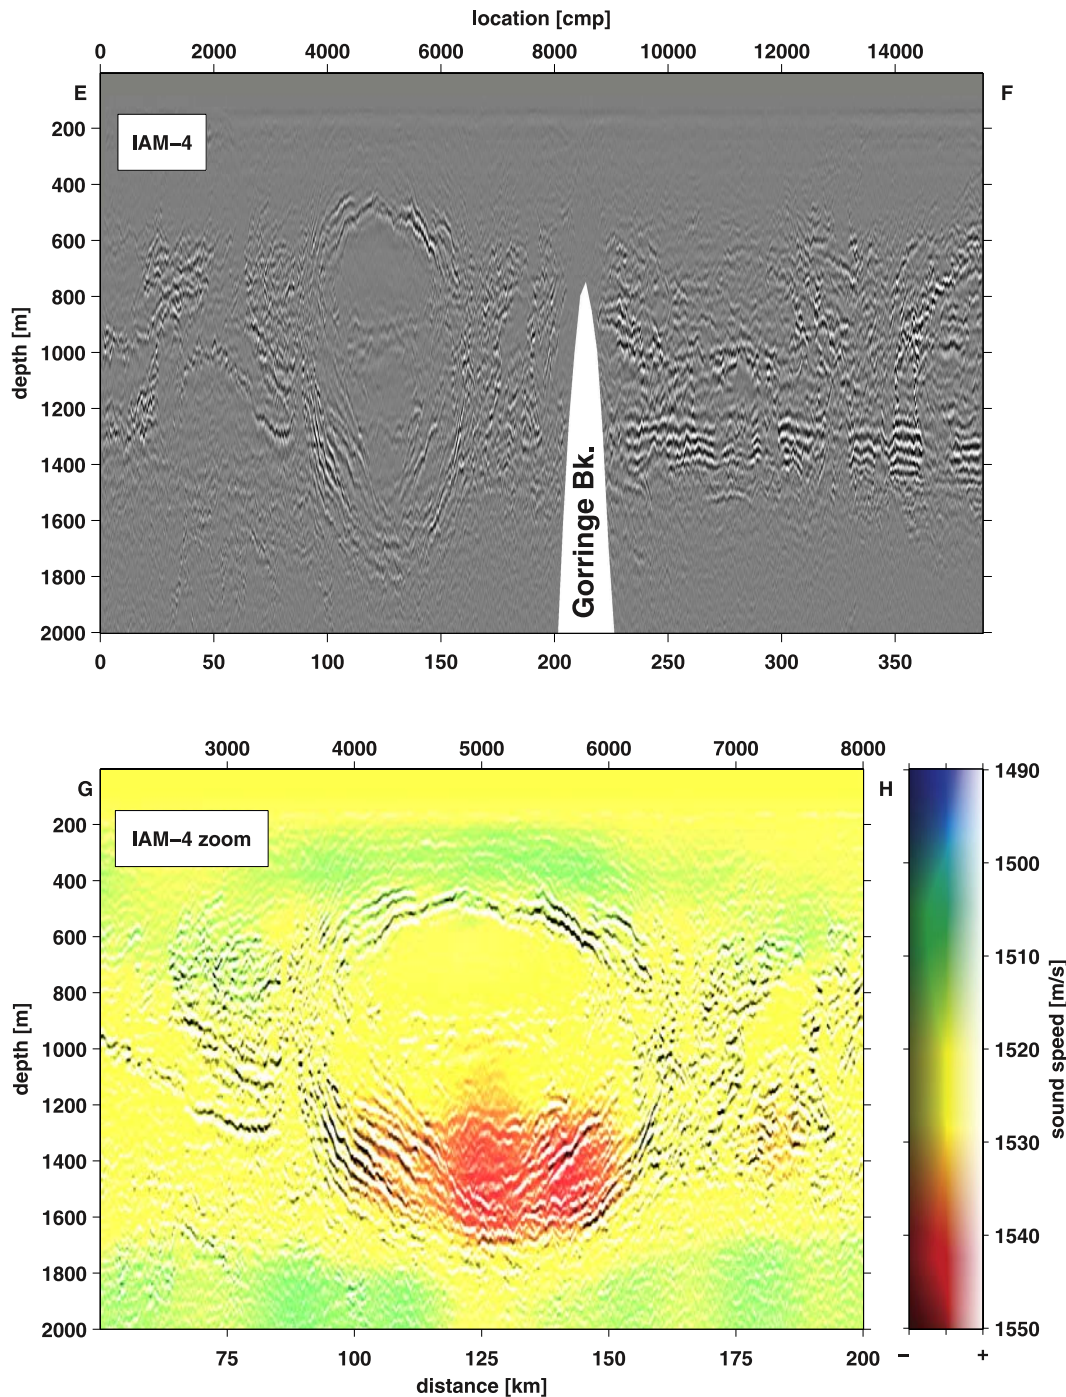 location [cmp]
0 2000 4000 6000 8000 10000 12000 14000
E F
IAM–4
200
400
600
800
1000
1200
1400
1600
1800
2000
depth [m]
Gorringe Bk.
0 50 100 150 200 250 300 350
3000 4000 5000 6000 7000 8000
G H
IAM–4 zoom
200
400
600
800
1000
1200
1400
1600
1800
2000
depth [m]
75 100 125 150 175 200
distance [km]
1490
1500
1510
1520
1530
1540
1550
sound speed [m/s]
– +